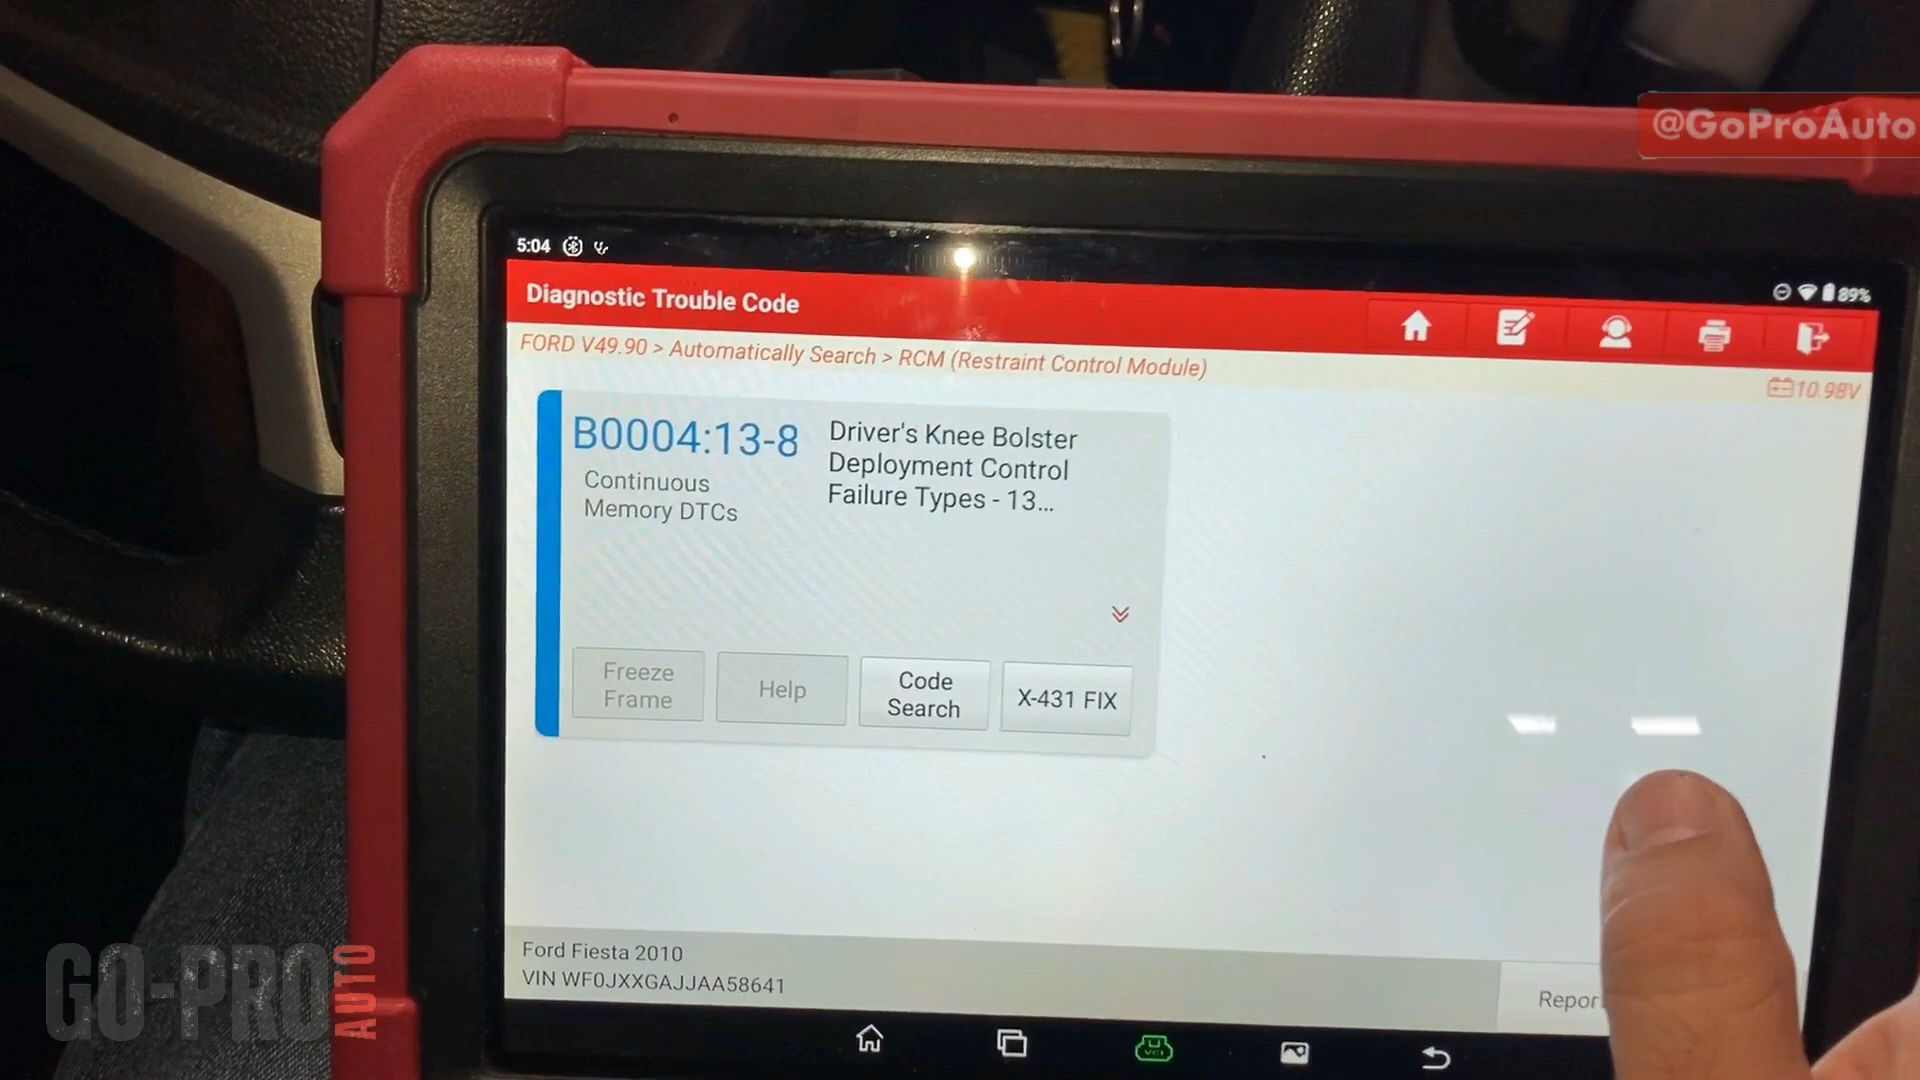 @GoProAuto
5:04
89%
Diagnostic Trouble Code
FORD V49.90 > Automatically Search > RCM (Restraint Control Module)
10.98V
B0004:13-8
Continuous
Memory DTCs
Driver's Knee Bolster
Deployment Control
Failure Types - 13...
Freeze
Frame
Help
Code
Search
X-431 FIX
Ford Fiesta 2010
VIN WF0JXXGAJJAA58641
Repor
VCI
GO-PRO
AUTO